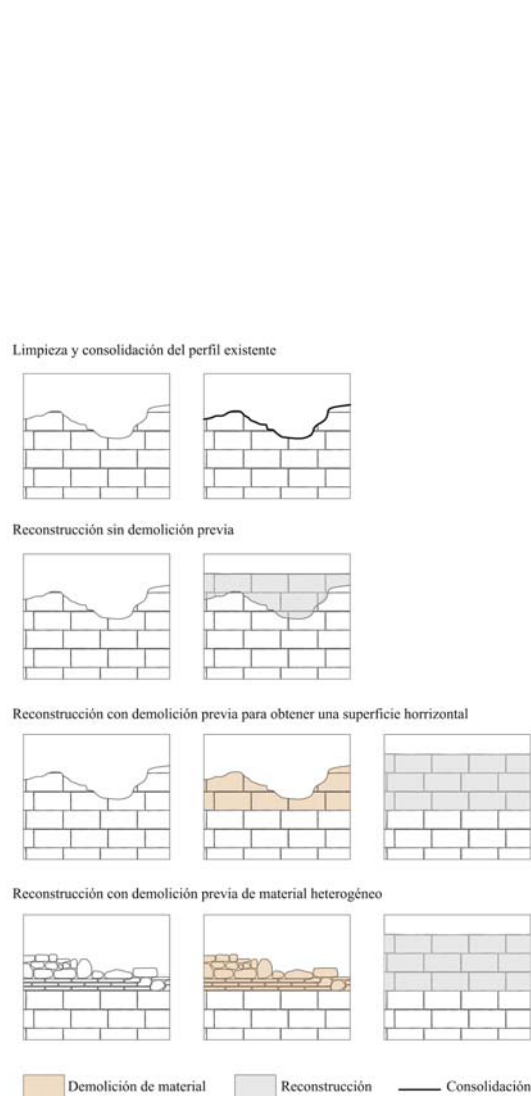 Limpieza y consolidación del perfil existente
Reconstrucción sin demolición previa
Reconstrucción con demolición previa para obtener una superficie horrizontal
Reconstrucción con demolición previa de material heterogéneo
Demolición de material
Reconstrucción
Consolidación